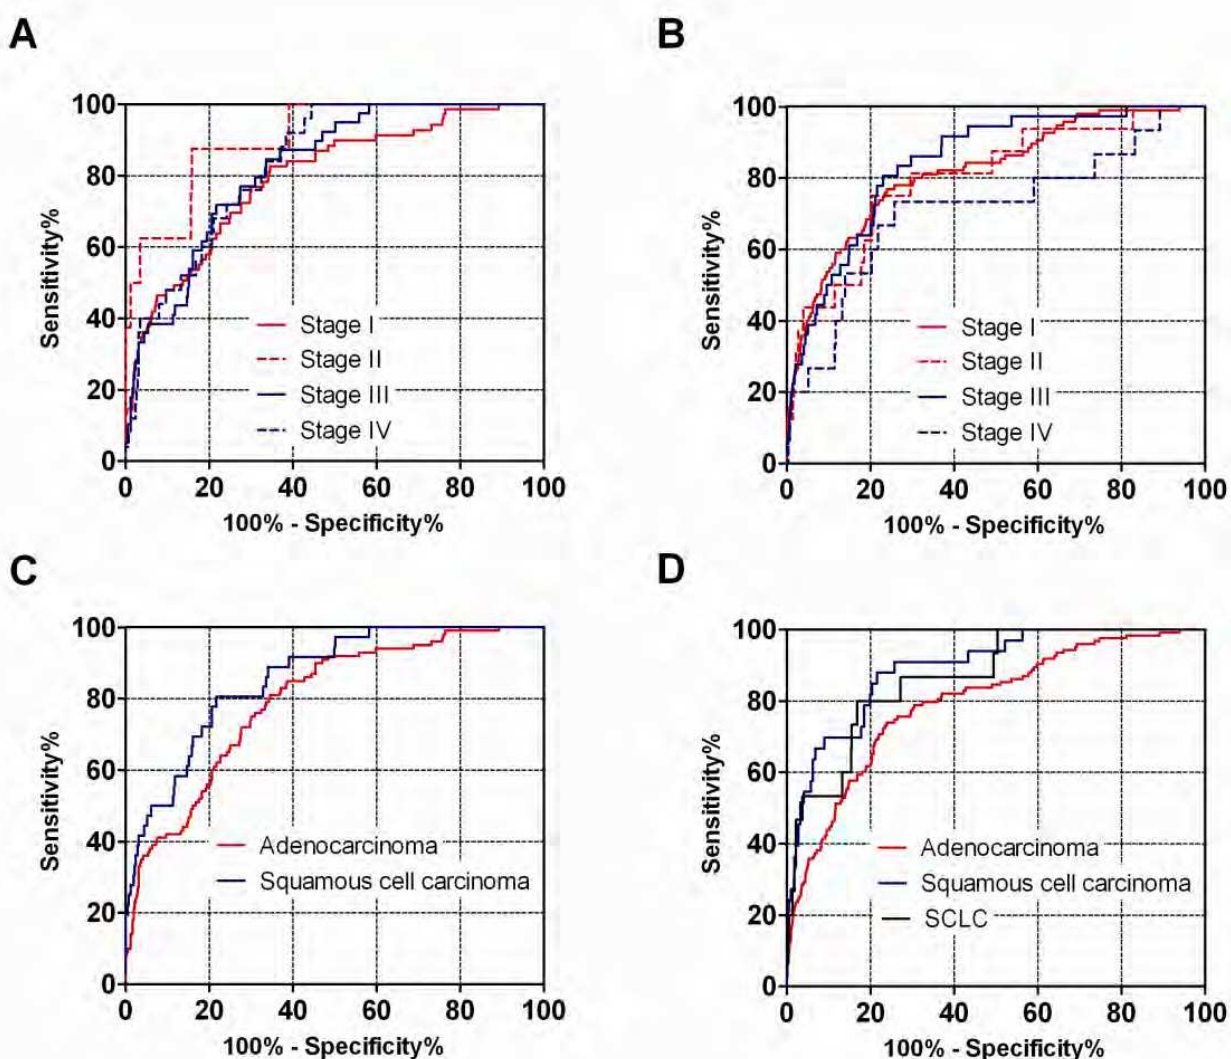 A
100
80
60
40
20
0
Sensitivity%
Stage I
Stage II
Stage III
Stage IV
0 20 40 60 80 100
100% - Specificity%
B
100
80
60
40
20
0
Sensitivity%
Stage I
Stage II
Stage III
Stage IV
0 20 40 60 80 100
100% - Specificity%
C
100
80
60
40
20
0
Sensitivity%
Adenocarcinoma
Squamous cell carcinoma
0 20 40 60 80 100
100% - Specificity%
D
100
80
60
40
20
0
Sensitivity%
Adenocarcinoma
Squamous cell carcinoma
SCLC
0 20 40 60 80 100
100% - Specificity%